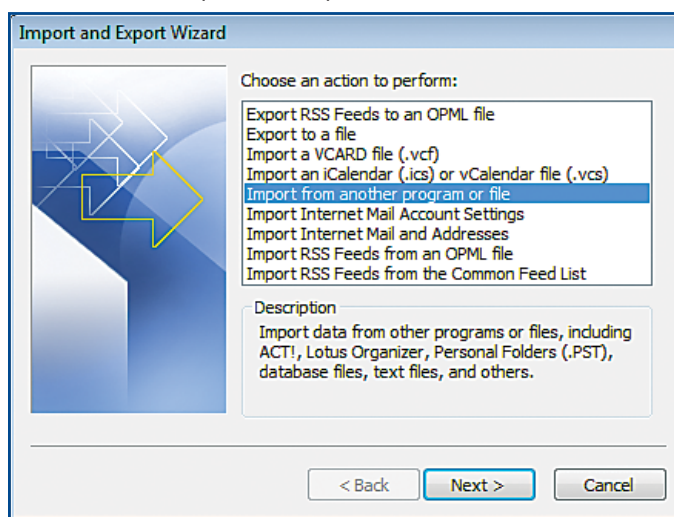 Import and Export Wizard
Choose an action to perform:
Export RSS Feeds to an OPML file
Export to a file
Import a VCARD file (.vcf)
Import an iCalendar (.ics) or vCalendar file (.vcs)
Import from another program or file
Import Internet Mail Account Settings
Import Internet Mail and Addresses
Import RSS Feeds from an OPML file
Import RSS Feeds from the Common Feed List
Description
Import data from other programs or files, including
ACT!, Lotus Organizer, Personal Folders (.PST),
database files, text files, and others.
< Back
Next >
Cancel